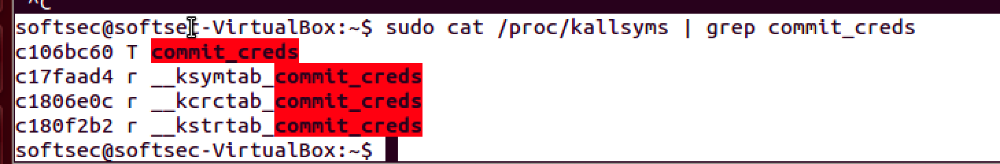 ^C
softsec@softsec-VirtualBox:~$ sudo cat /proc/kallsyms | grep commit_creds
c106bc60 T commit_creds
c17faad4 r __ksymtab_commit_creds
c1806e0c r __kcrctab_commit_creds
c180f2b2 r __kstrtab_commit_creds
softsec@softsec-VirtualBox:~$